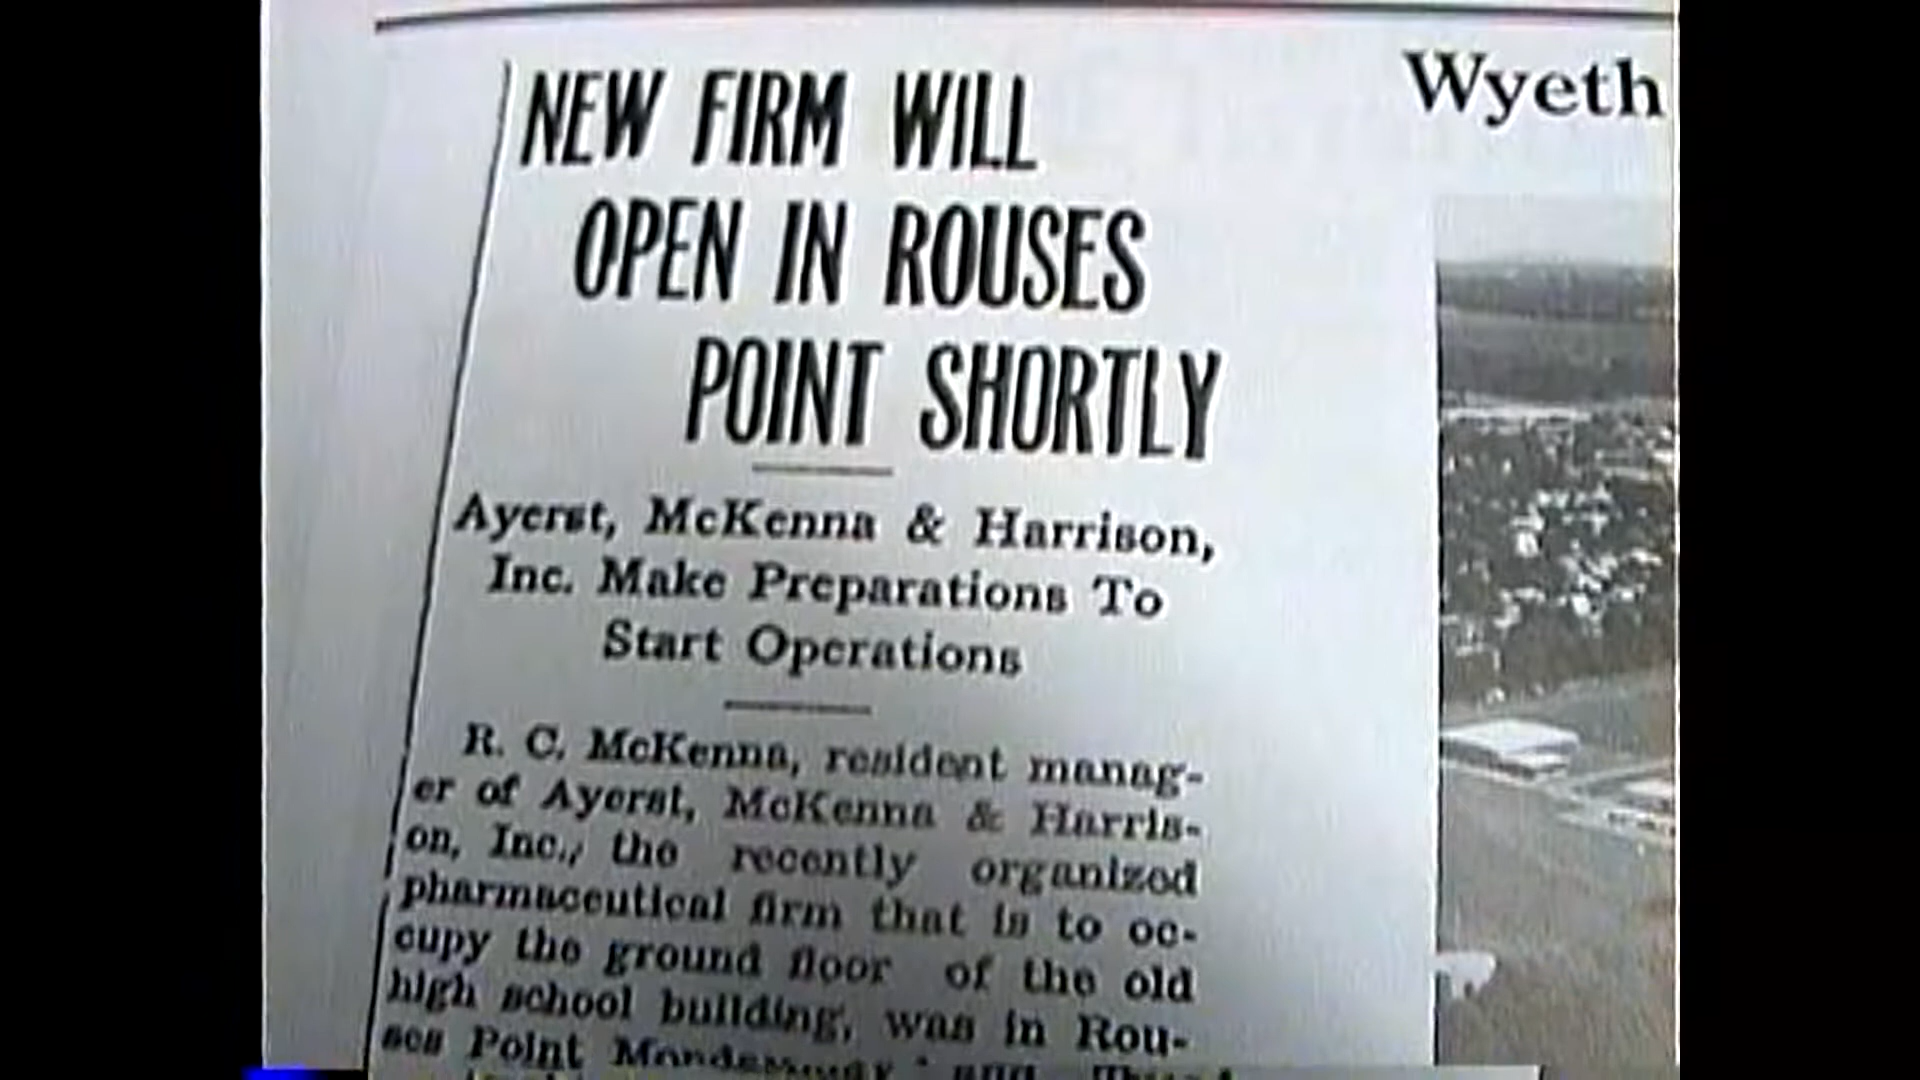 NEW FIRM WILL
OPEN IN ROUSES
POINT SHORTLY
Ayerst, McKenna & Harrison,
Inc. Make Preparations To
Start Operations
R. C. McKenna, resident manag-
er of Ayerst, McKenna & Harris-
on, Inc., the recently organized
pharmaceutical firm that is to oc-
cupy the ground floor of the old
high school building, was in Rou-
ses Point
Wyeth